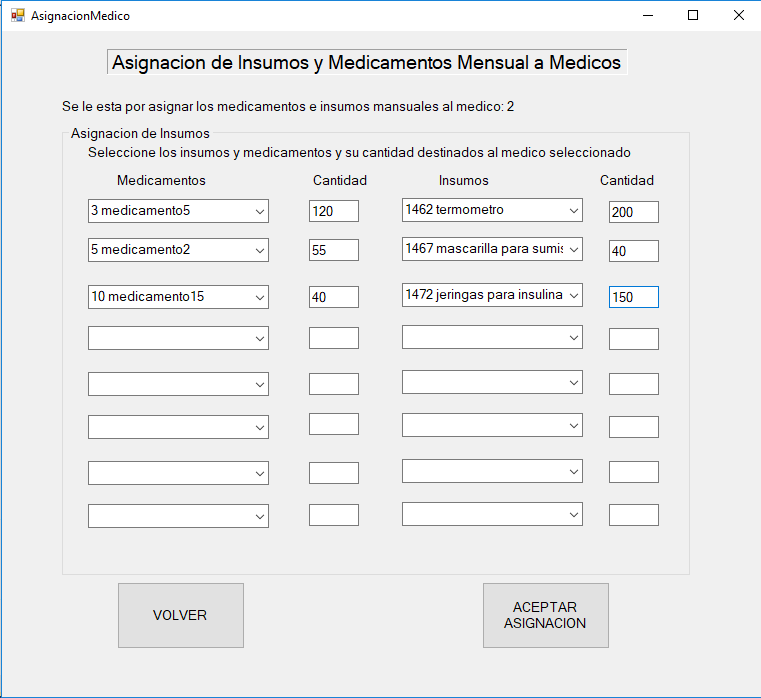 AsignacionMedico
Asignacion de Insumos y Medicamentos Mensual a Medicos
Se le esta por asignar los medicamentos e insumos mansuales al medico: 2
Asignacion de Insumos
Seleccione los insumos y medicamentos y su cantidad destinados al medico seleccionado
Medicamentos Cantidad Insumos Cantidad
3 medicamento5 120 1462 termometro 200
5 medicamento2 55 1467 mascarilla para sumis 40
10 medicamento15 40 1472 jeringas para insulina 150
VOLVER
ACEPTAR
ASIGNACION